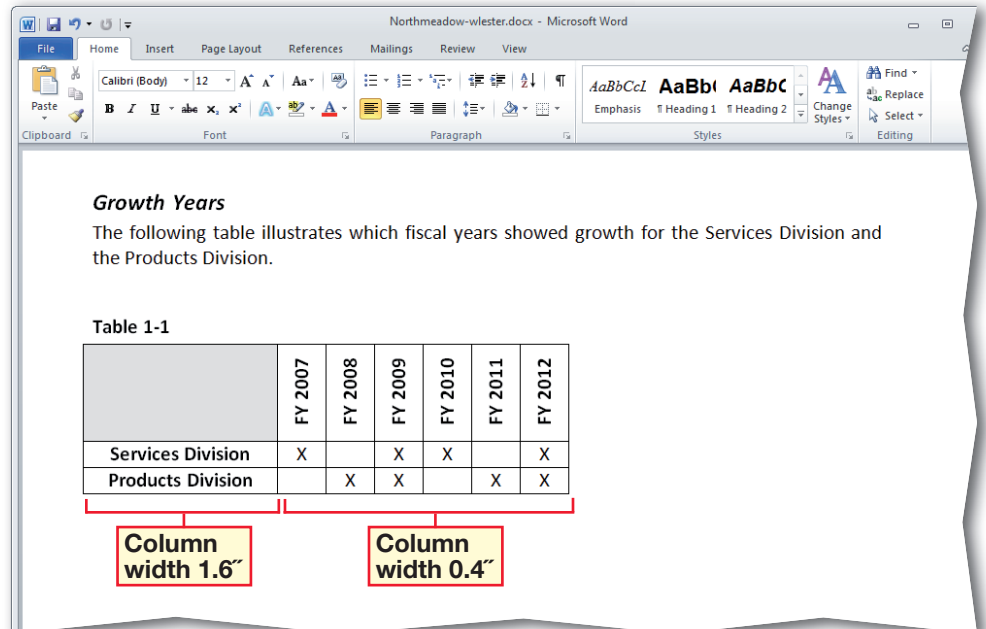 Northmeadow-wlester.docx - Microsoft Word
File Home Insert Page Layout References Mailings Review View
Paste
Calibri (Body) 12 A A Aa
B I U abc x, x² A ab A
AaBbCcI AaBb( AaBbC
Emphasis ¶ Heading 1 ¶ Heading 2
Change
Styles
Find
Replace
Select
Clipboard Font Paragraph Styles Editing
Growth Years
The following table illustrates which fiscal years showed growth for the Services Division and
the Products Division.
Table 1-1
FY 2007 FY 2008 FY 2009 FY 2010 FY 2011 FY 2012
Services Division X X X X
Products Division X X X X
Column
width 1.6˝
Column
width 0.4˝